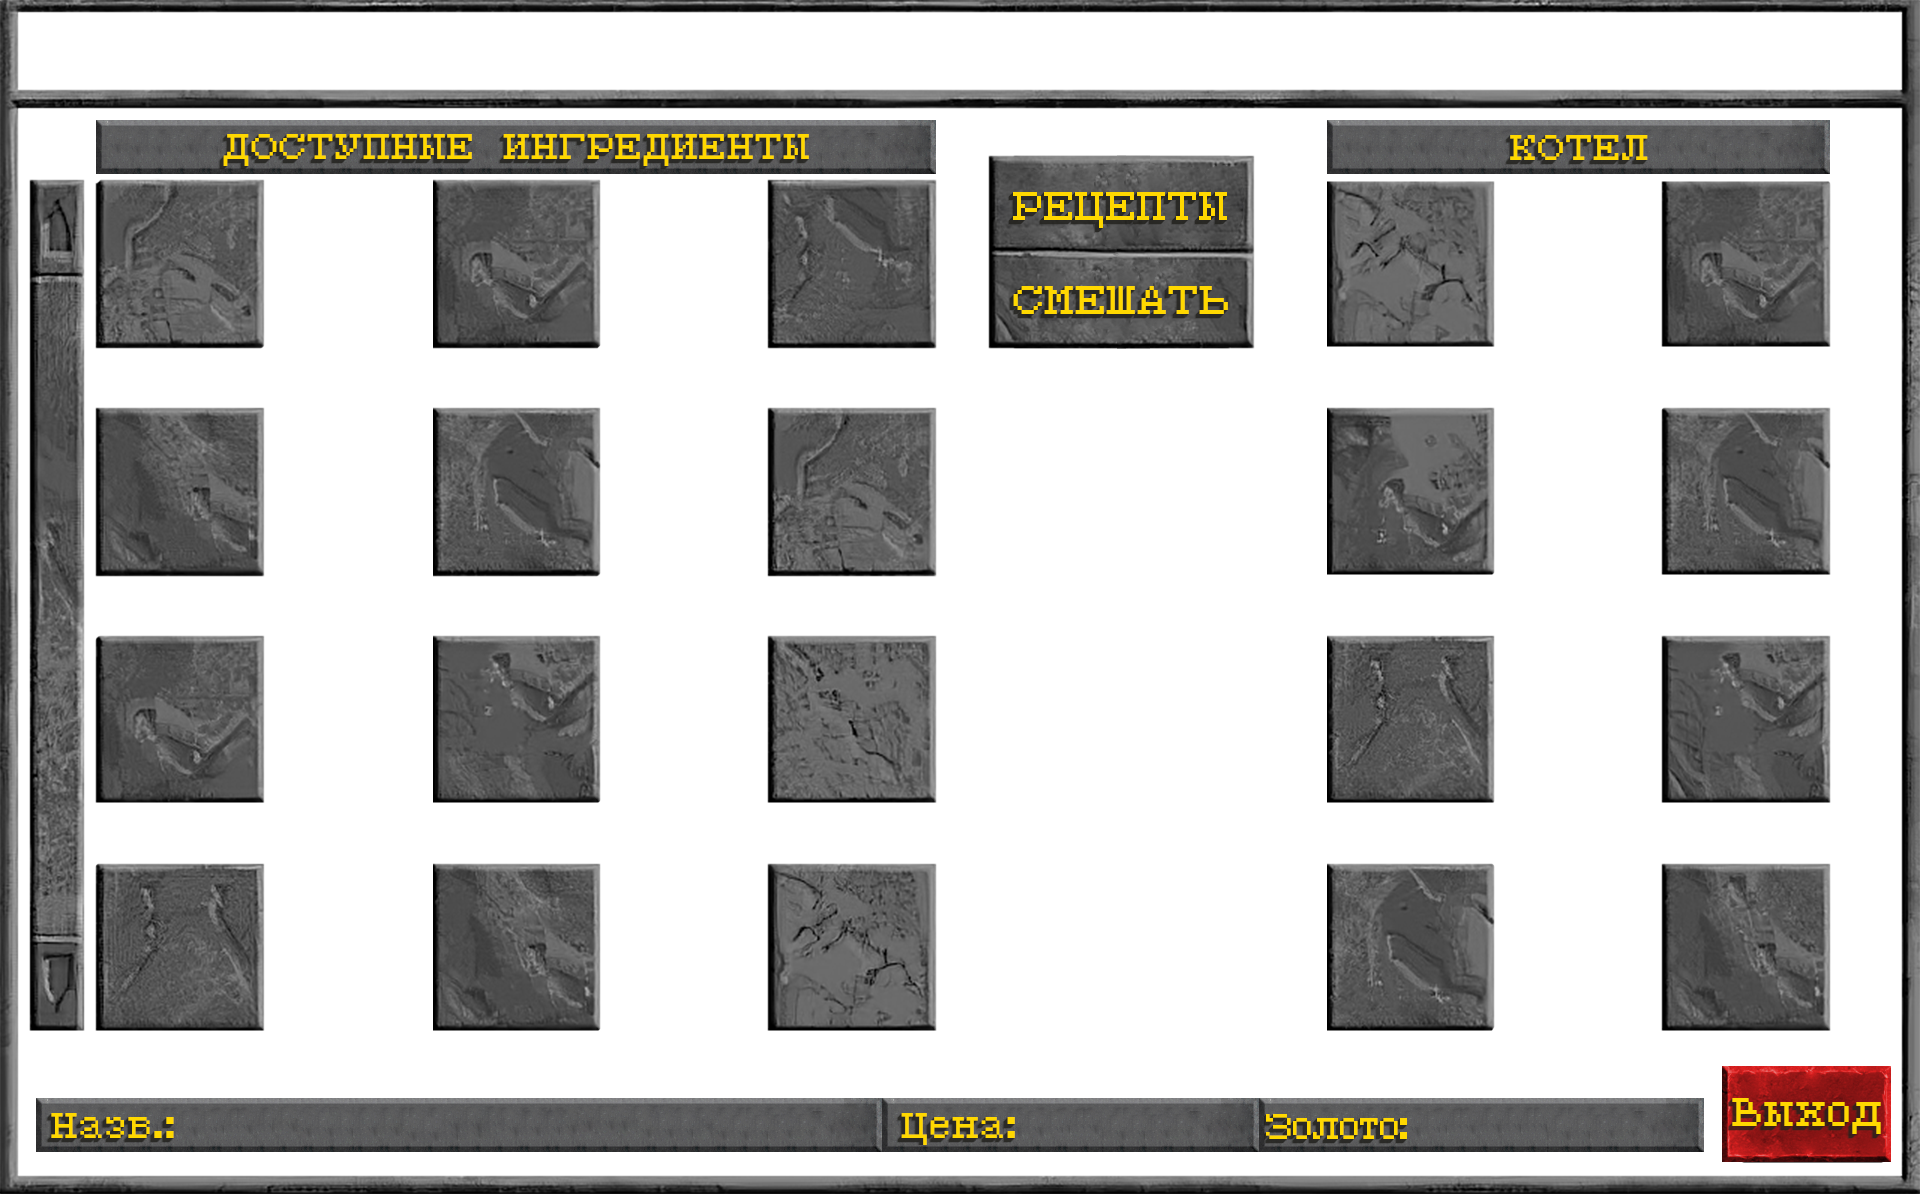 ДОСТУПНЫЕ ИНГРЕДИЕНТЫ
РЕЦЕПТЫ
СМЕШАТЬ
КОТЕЛ
Назв.:
Цена:
Золото:
Выход